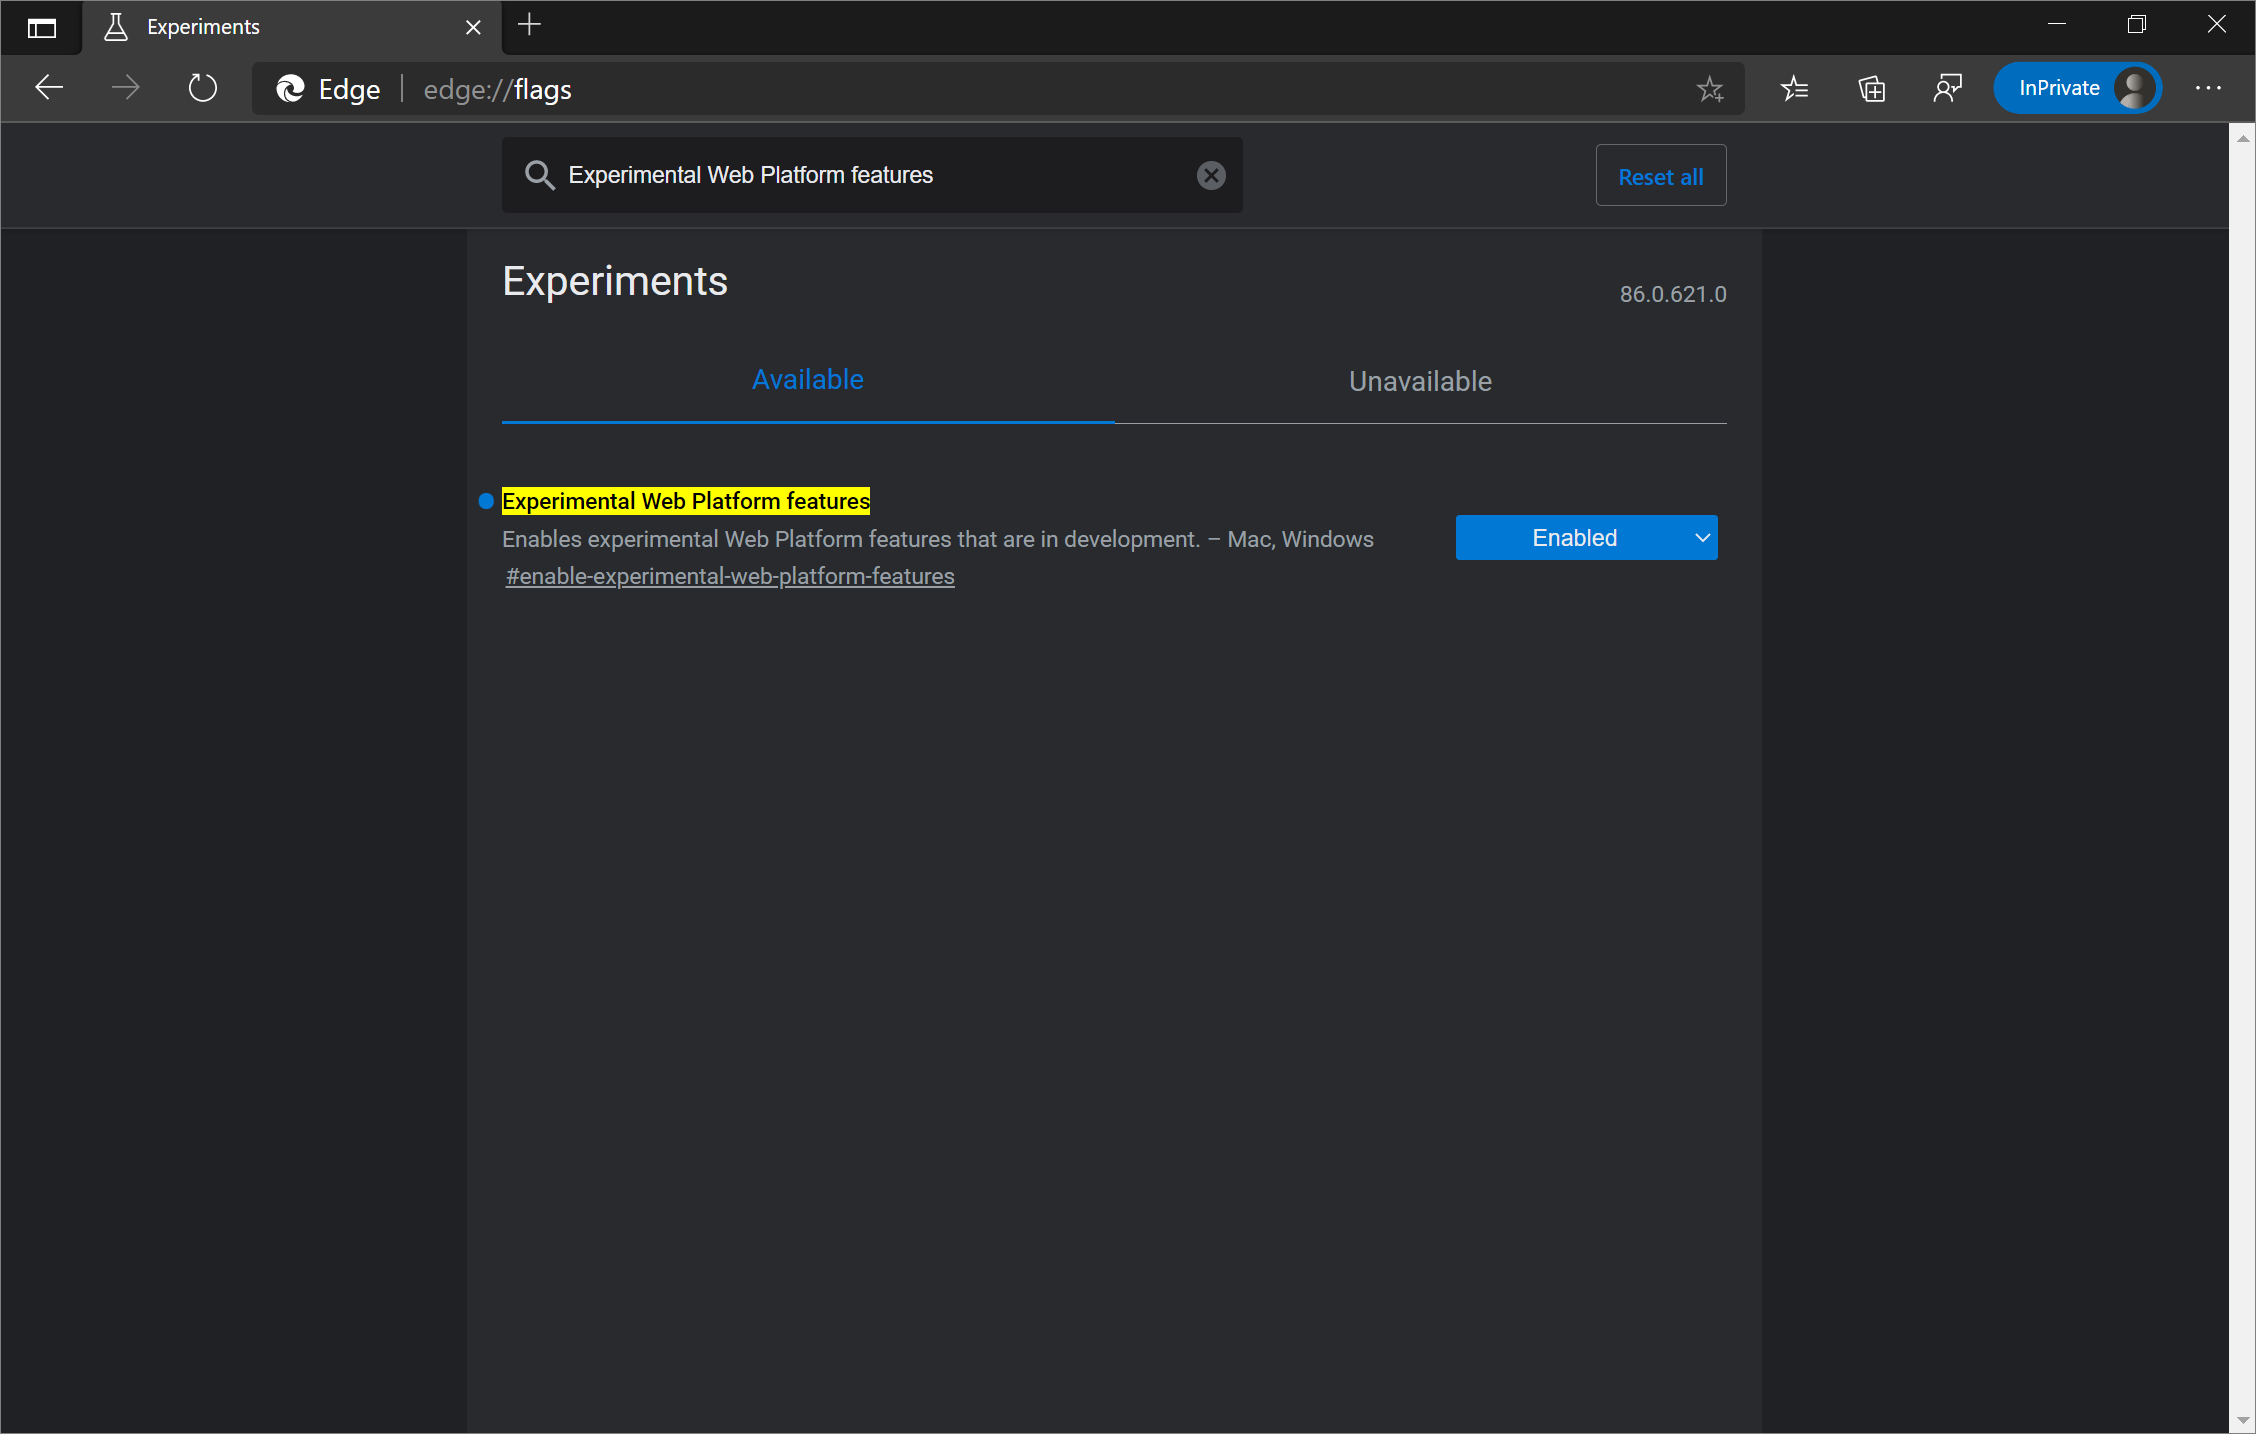 Experiments
Edge
edge://flags
InPrivate
Experimental Web Platform features
Reset all
Experiments
86.0.621.0
Available
Unavailable
Experimental Web Platform features
Enables experimental Web Platform features that are in development. – Mac, Windows
Enabled
#enable-experimental-web-platform-features